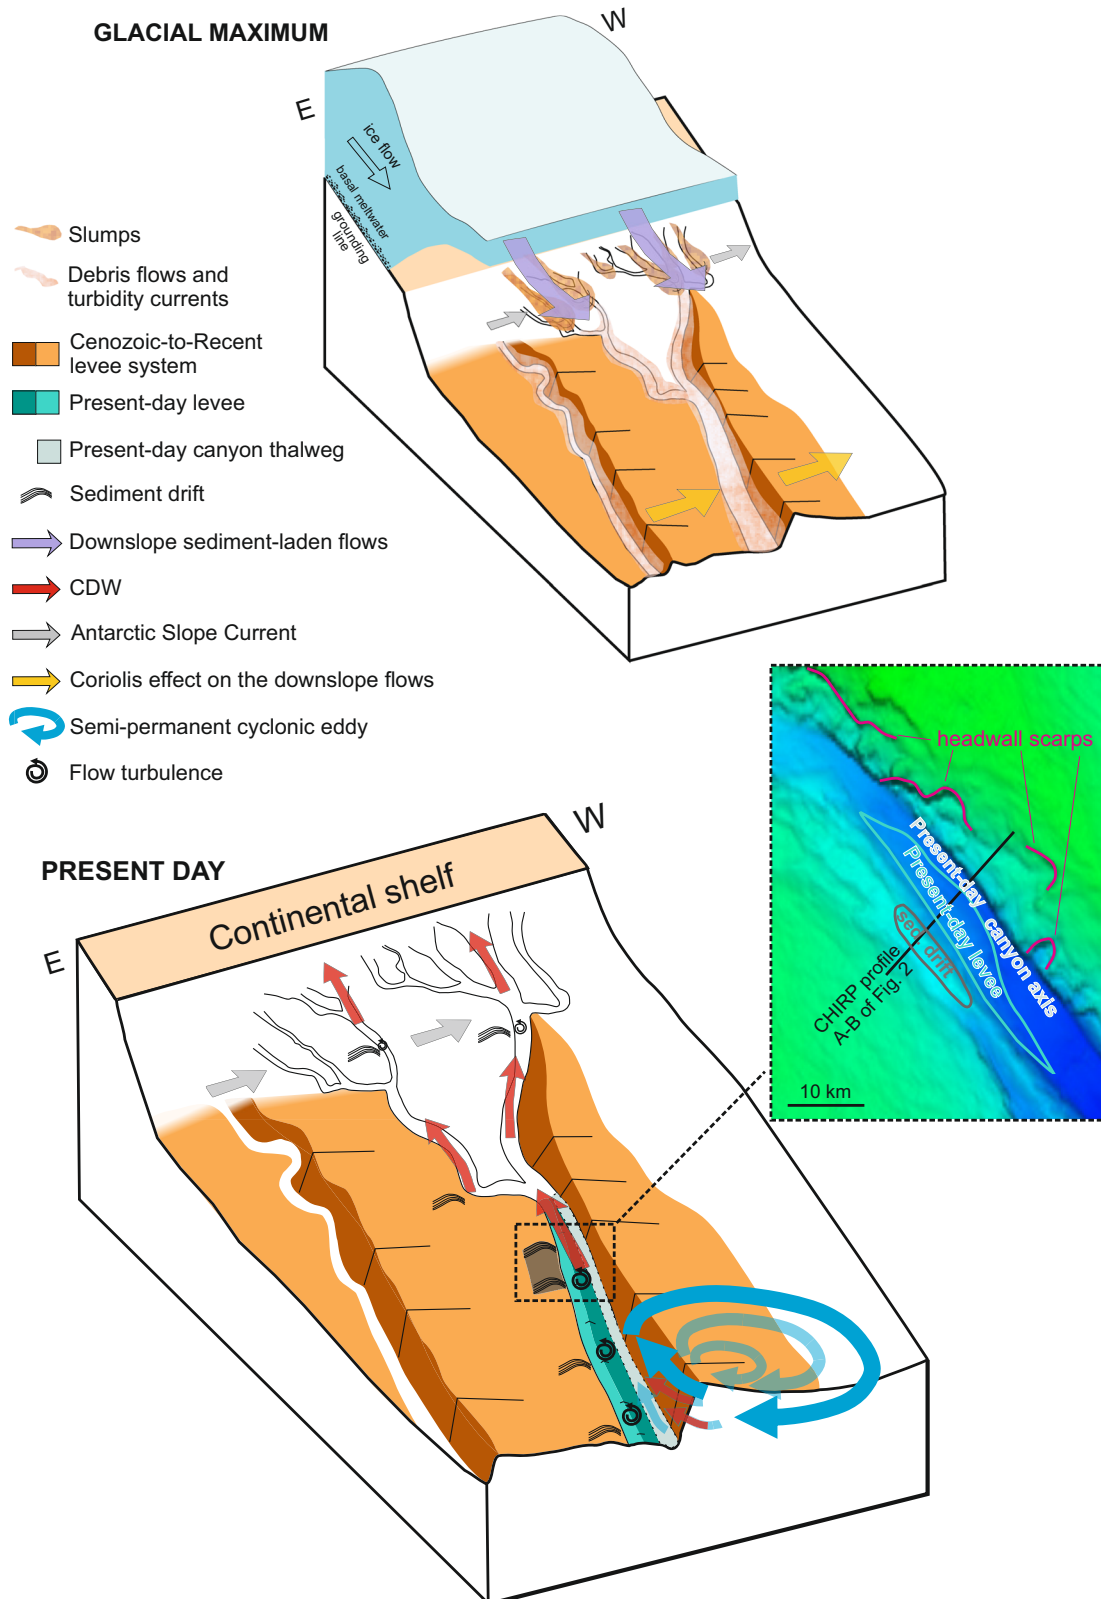 GLACIAL MAXIMUM
W
E
ice flow
basal meltwater
grounding
line
Slumps
Debris flows and
turbidity currents
Cenozoic-to-Recent
levee system
Present-day levee
Present-day canyon thalweg
Sediment drift
Downslope sediment-laden flows
CDW
Antarctic Slope Current
Coriolis effect on the downslope flows
Semi-permanent cyclonic eddy
Flow turbulence
headwall scarps
Present-day canyon axis
Present-day levee
sed. drift
CHIRP profile
A-B of Fig. 2
10 km
PRESENT DAY
W
E
Continental shelf